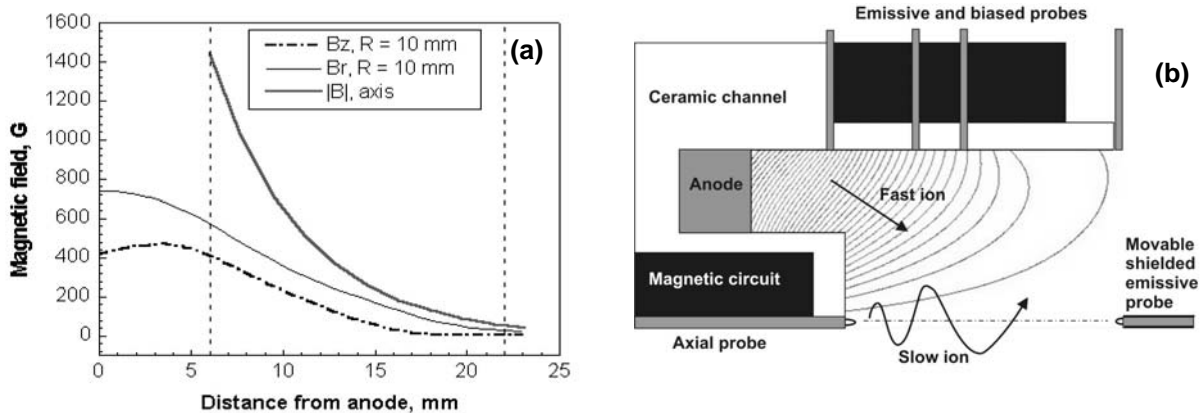 (a)
Magnetic field, G
1600
1400
1200
1000
800
600
400
200
0
Bz, R = 10 mm
Br, R = 10 mm
|B|, axis
0
5
10
15
20
25
Distance from anode, mm
(b)
Emissive and biased probes
Ceramic channel
Anode
Fast ion
Magnetic circuit
Movable
shielded
emissive
probe
Axial probe
Slow ion